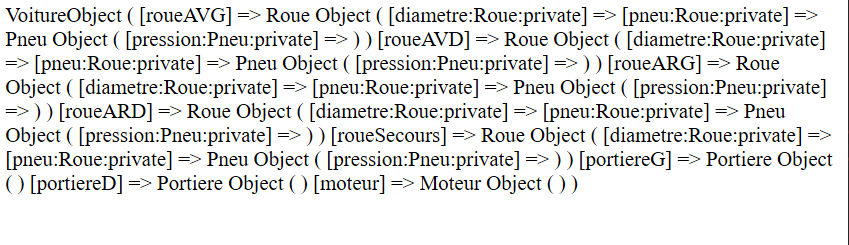 VoitureObject ( [roueAVG] => Roue Object ( [diametre:Roue:private] => [pneu:Roue:private] =>
Pneu Object ( [pression:Pneu:private] => ) ) [roueAVD] => Roue Object ( [diametre:Roue:private]
=> [pneu:Roue:private] => Pneu Object ( [pression:Pneu:private] => ) ) [roueARG] => Roue
Object ( [diametre:Roue:private] => [pneu:Roue:private] => Pneu Object ( [pression:Pneu:private]
=> ) ) [roueARD] => Roue Object ( [diametre:Roue:private] => [pneu:Roue:private] => Pneu
Object ( [pression:Pneu:private] => ) ) [roueSecours] => Roue Object ( [diametre:Roue:private] =>
[pneu:Roue:private] => Pneu Object ( [pression:Pneu:private] => ) ) [portiereG] => Portiere Object
( ) [portiereD] => Portiere Object ( ) [moteur] => Moteur Object ( ) )